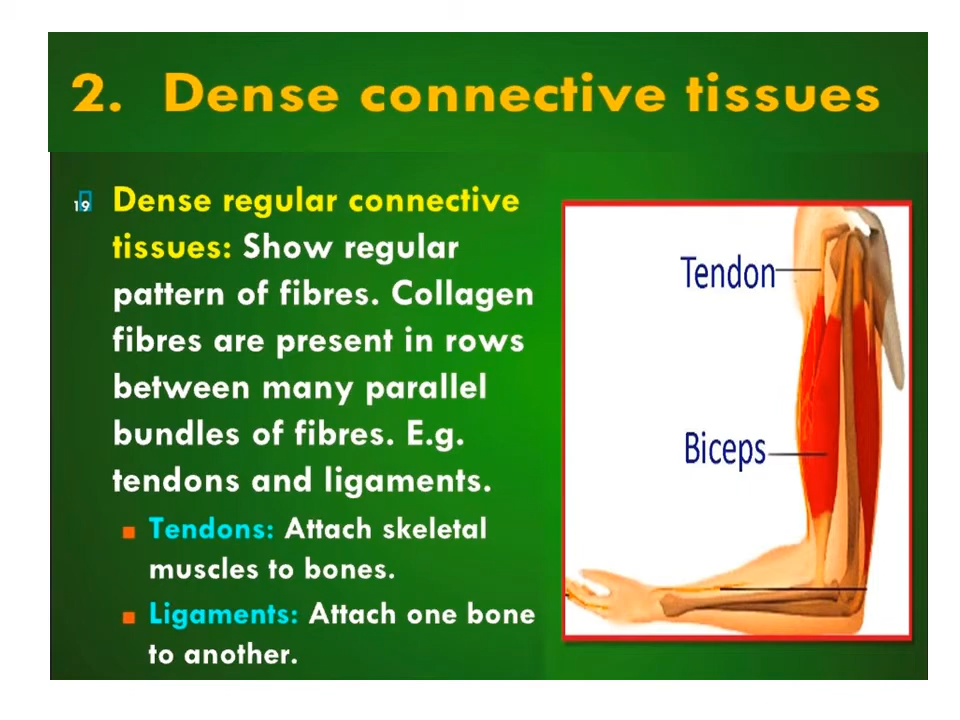 2. Dense connective tissues
19
Dense regular connective
tissues: Show regular
pattern of fibres. Collagen
fibres are present in rows
between many parallel
bundles of fibres. E.g.
tendons and ligaments.
Tendons: Attach skeletal
muscles to bones.
Ligaments: Attach one bone
to another.
Tendon
Biceps